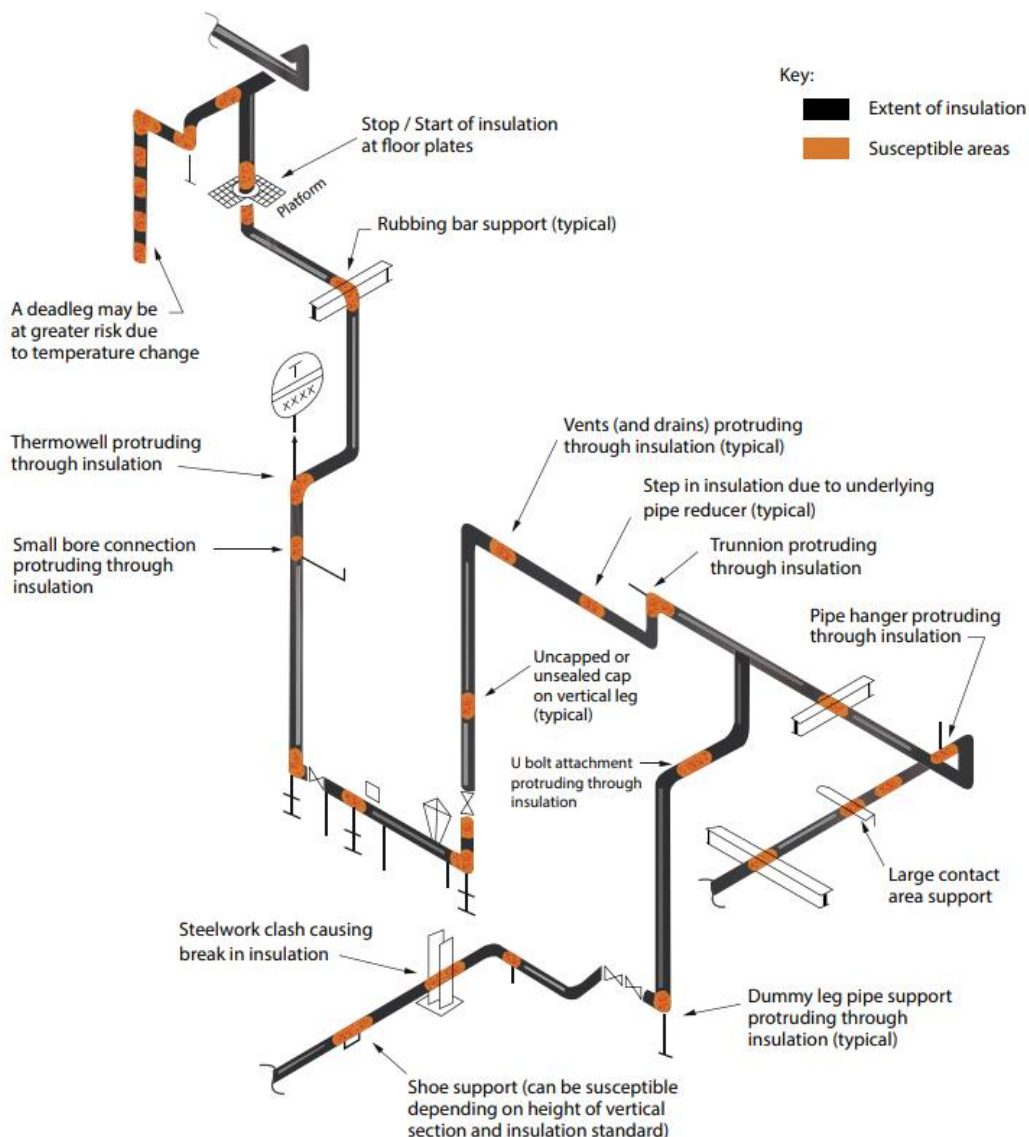 Key:
Extent of insulation
Susceptible areas
Stop / Start of insulation
at floor plates
Platform
Rubbing bar support (typical)
A deadleg may be
at greater risk due
to temperature change
T
xxxx
Thermowell protruding
through insulation
Vents (and drains) protruding
through insulation (typical)
Step in insulation due to underlying
pipe reducer (typical)
Small bore connection
protruding through
insulation
Trunnion protruding
through insulation
Pipe hanger protruding
through insulation
Uncapped or
unsealed cap
on vertical leg
(typical)
U bolt attachment
protruding through
insulation
Large contact
area support
Steelwork clash causing
break in insulation
Dummy leg pipe support
protruding through
insulation (typical)
Shoe support (can be susceptible
depending on height of vertical
section and insulation standard)